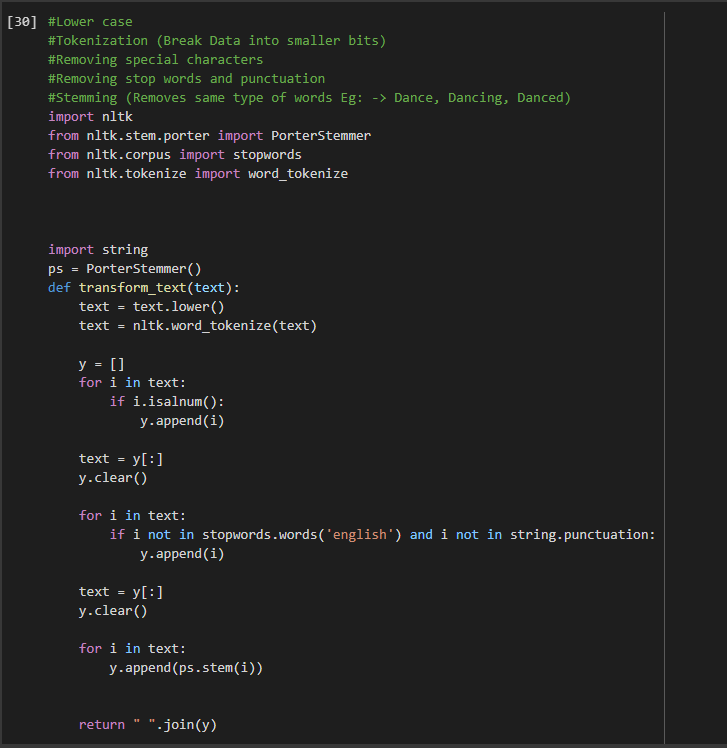 [30] #Lower case
#Tokenization (Break Data into smaller bits)
#Removing special characters
#Removing stop words and punctuation
#Stemming (Removes same type of words Eg: -> Dance, Dancing, Danced)
import nltk
from nltk.stem.porter import PorterStemmer
from nltk.corpus import stopwords
from nltk.tokenize import word_tokenize
import string
ps = PorterStemmer()
def transform_text(text):
    text = text.lower()
    text = nltk.word_tokenize(text)
    y = []
    for i in text:
        if i.isalnum():
            y.append(i)
    text = y[:]
    y.clear()
    for i in text:
        if i not in stopwords.words('english') and i not in string.punctuation:
            y.append(i)
    text = y[:]
    y.clear()
    for i in text:
        y.append(ps.stem(i))
    return " ".join(y)